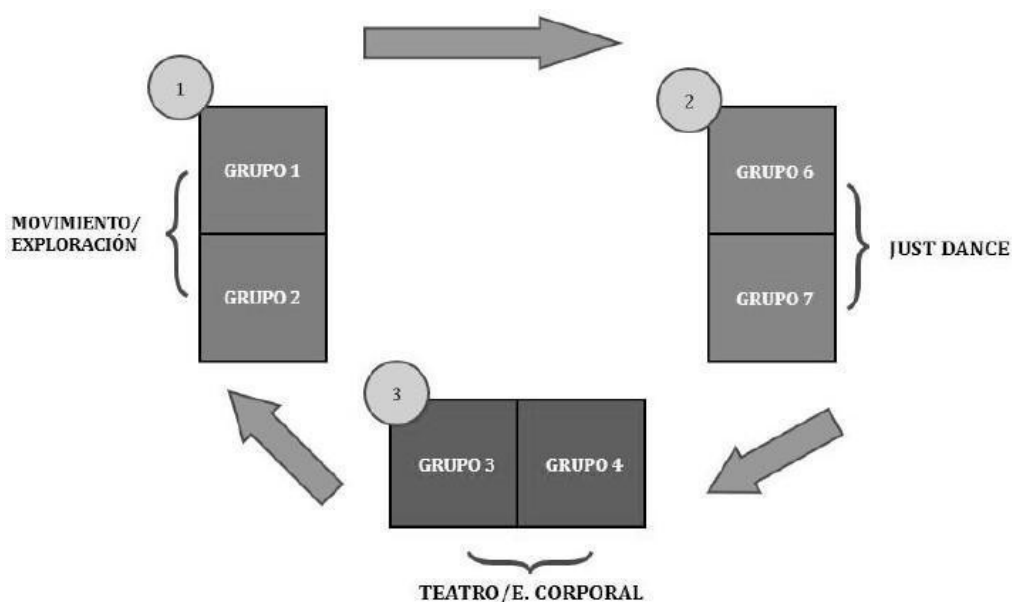 1
2
GRUPO 1
GRUPO 6
MOVIMIENTO/
EXPLORACIÓN
JUST DANCE
GRUPO 2
GRUPO 7
3
GRUPO 3
GRUPO 4
TEATRO/E. CORPORAL